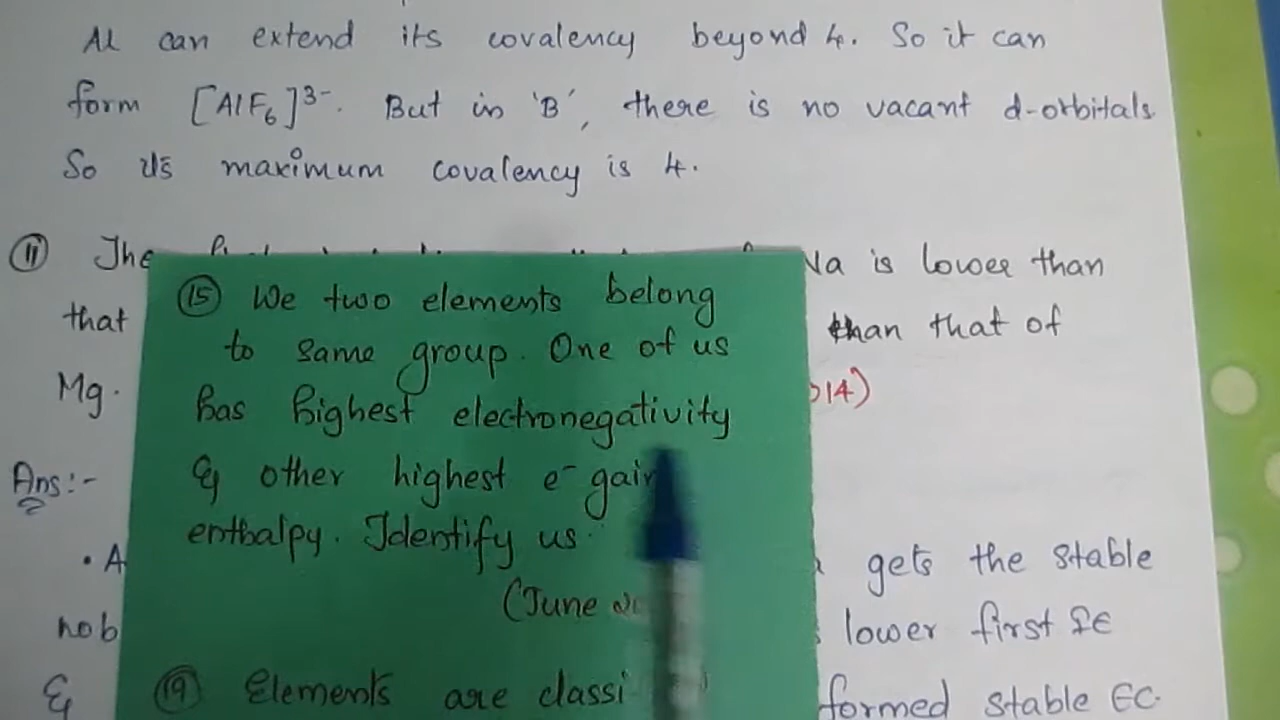 Al can extend its covalency beyond 4. So it can
form [AlF6]3-. But in 'B', there is no vacant d-orbitals.
So its maximum covalency is 4.
11 The Na is lower than
that than that of
Mg. 14)
Ans:-
gets the stable
lower first IE
& formed stable EC.
15 We two elements belong
to same group. One of us
has highest electronegativity
& other highest e- gain
enthalpy. Identify us.
(June
19 Elements are classi